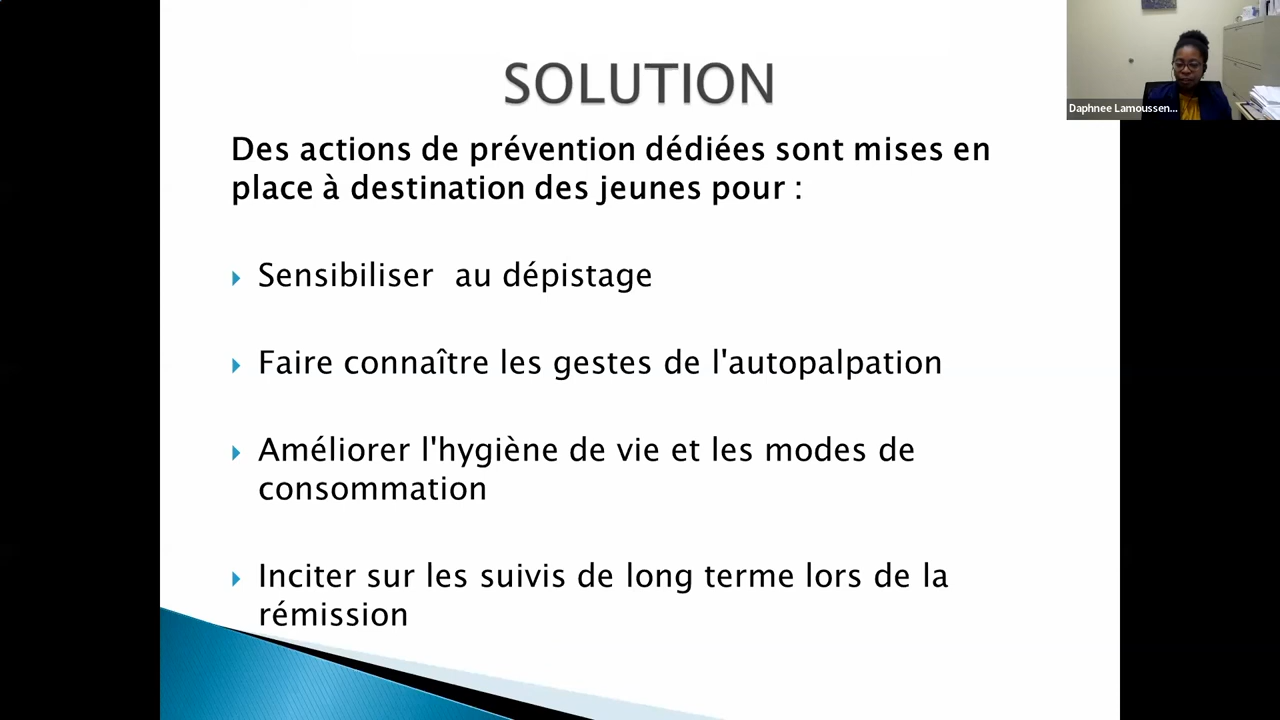 SOLUTION
Daphnee Lamoussen...
Des actions de prévention dédiées sont mises en
place à destination des jeunes pour :
Sensibiliser au dépistage
Faire connaître les gestes de l'autopalpation
Améliorer l'hygiène de vie et les modes de
consommation
Inciter sur les suivis de long terme lors de la
rémission